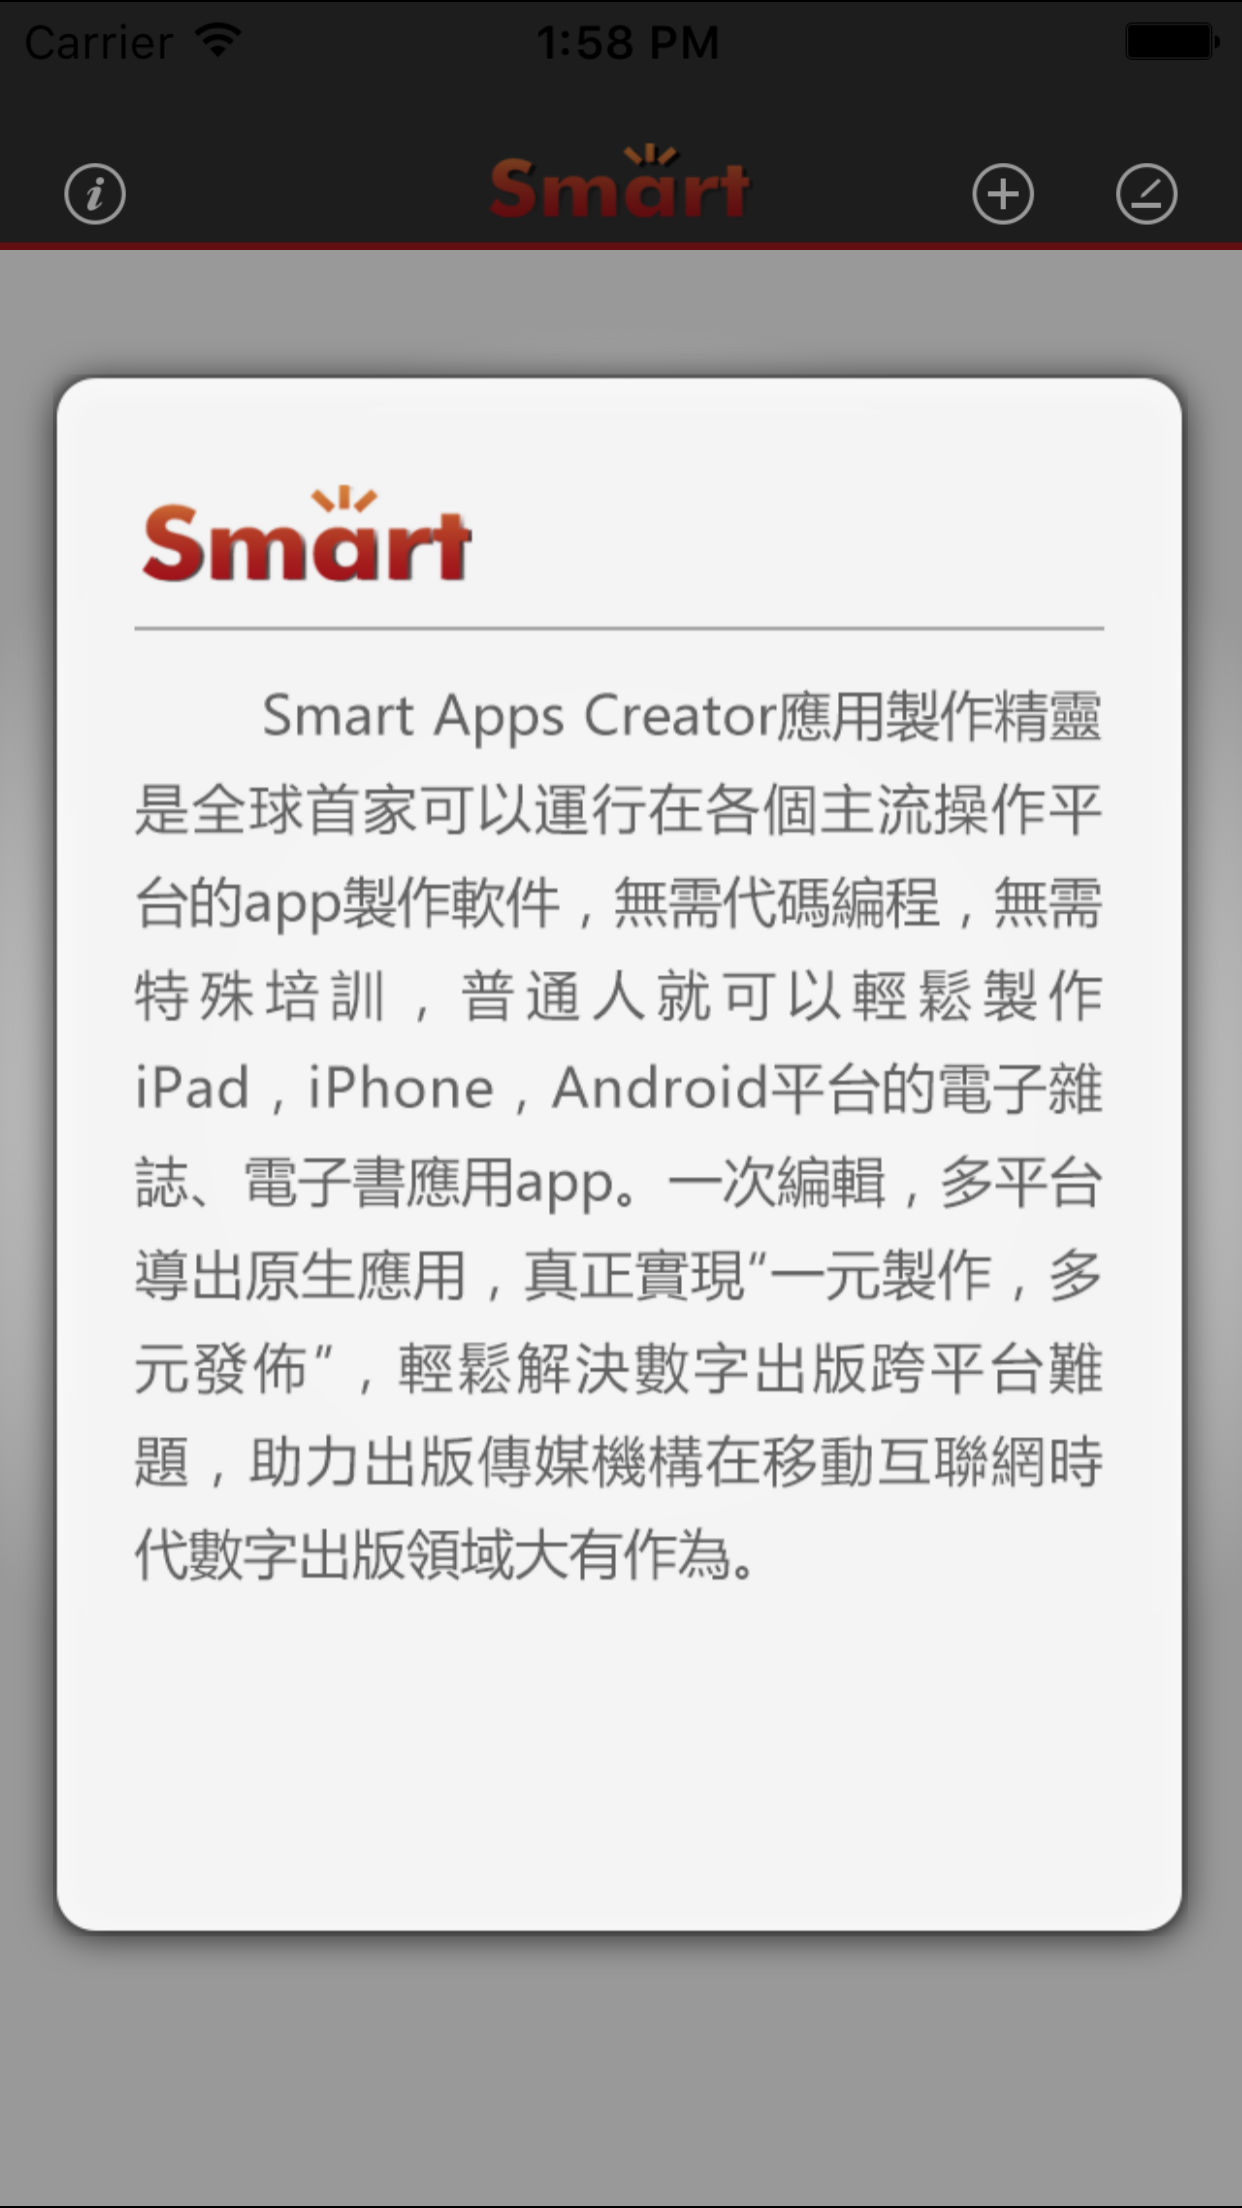 Carrier 1:58 PM
Smart
Smart
Smart Apps Creator應用製作精靈
是全球首家可以運行在各個主流操作平
台的app製作軟件，無需代碼編程，無需
特殊培訓，普通人就可以輕鬆製作
iPad，iPhone，Android平台的電子雜
誌、電子書應用app。一次編輯，多平台
導出原生應用，真正實現“一元製作，多
元發佈”，輕鬆解決數字出版跨平台難
題，助力出版傳媒機構在移動互聯網時
代數字出版領域大有作為。